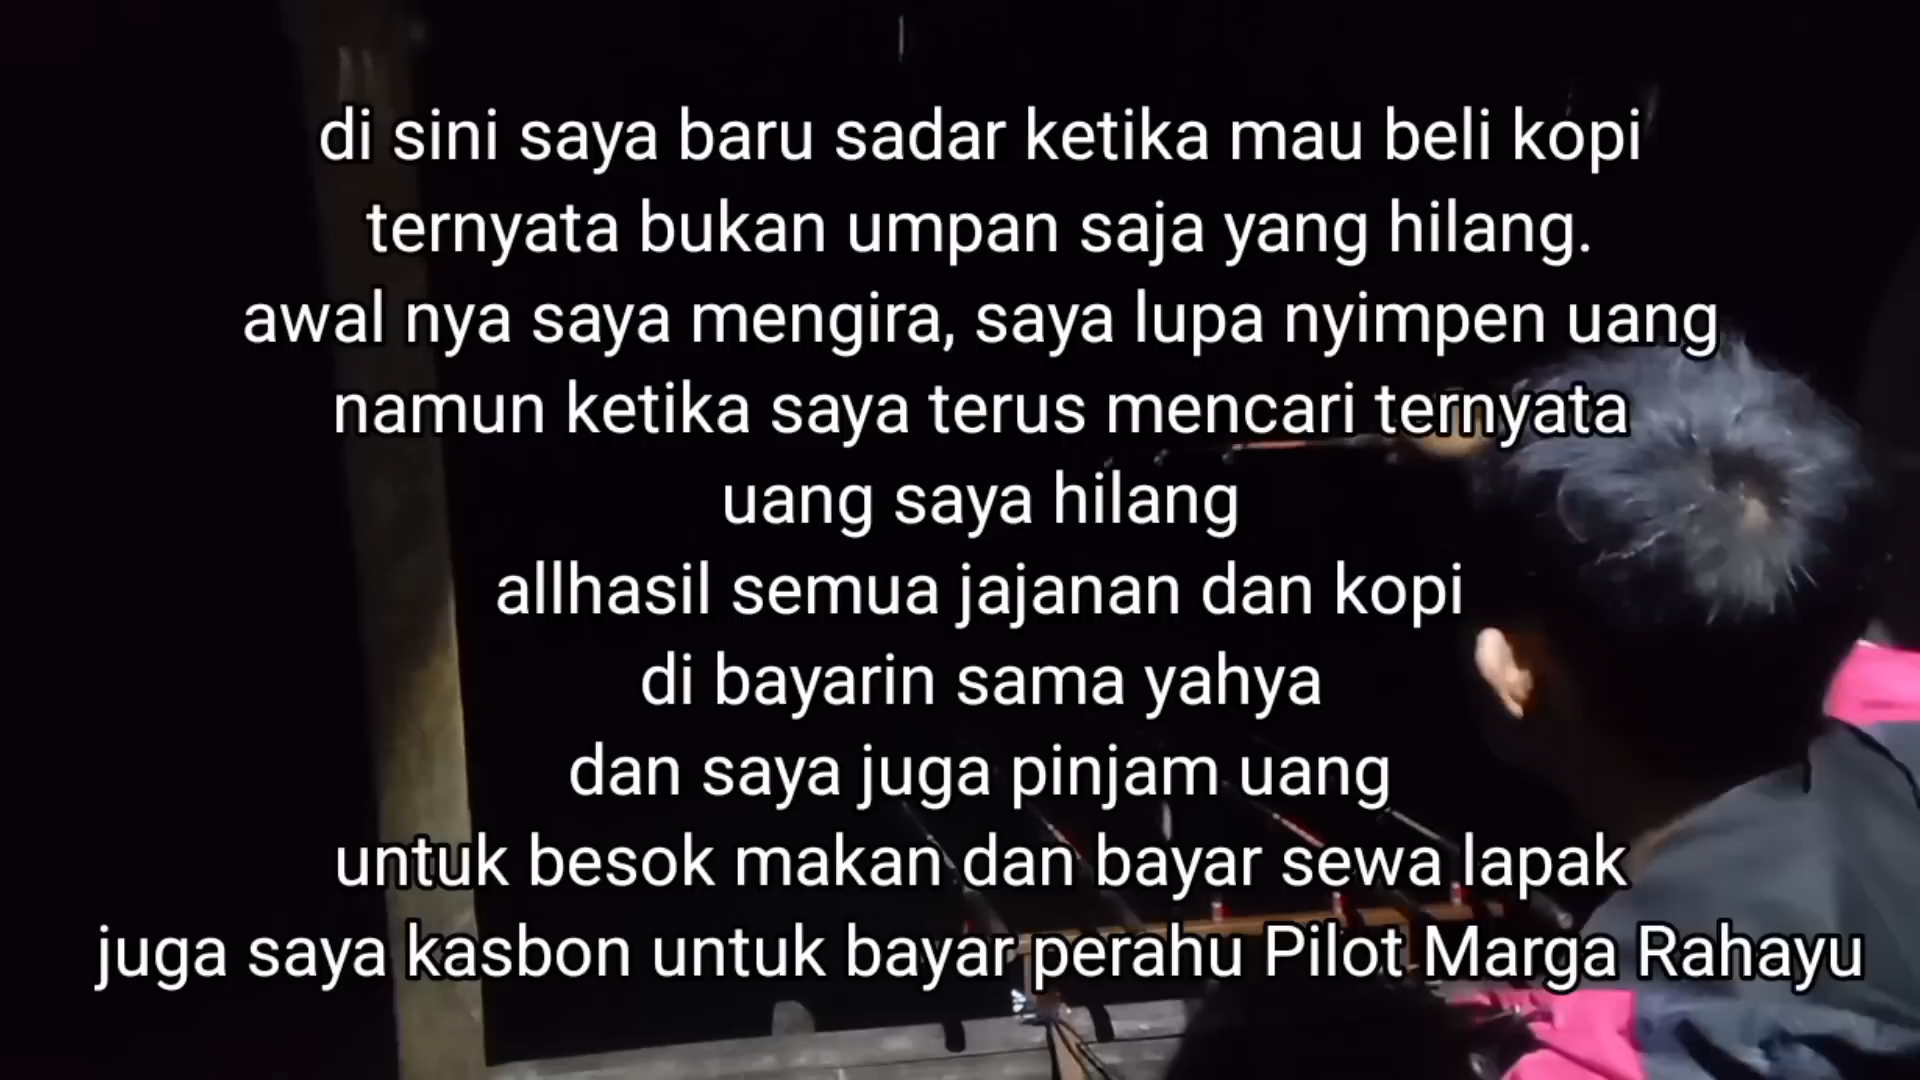 di sini saya baru sadar ketika mau beli kopi
ternyata bukan umpan saja yang hilang.
awal nya saya mengira, saya lupa nyimpen uang
namun ketika saya terus mencari ternyata
uang saya hilang
allhasil semua jajanan dan kopi
di bayarin sama yahya
dan saya juga pinjam uang
untuk besok makan dan bayar sewa lapak
juga saya kasbon untuk bayar perahu Pilot Marga Rahayu